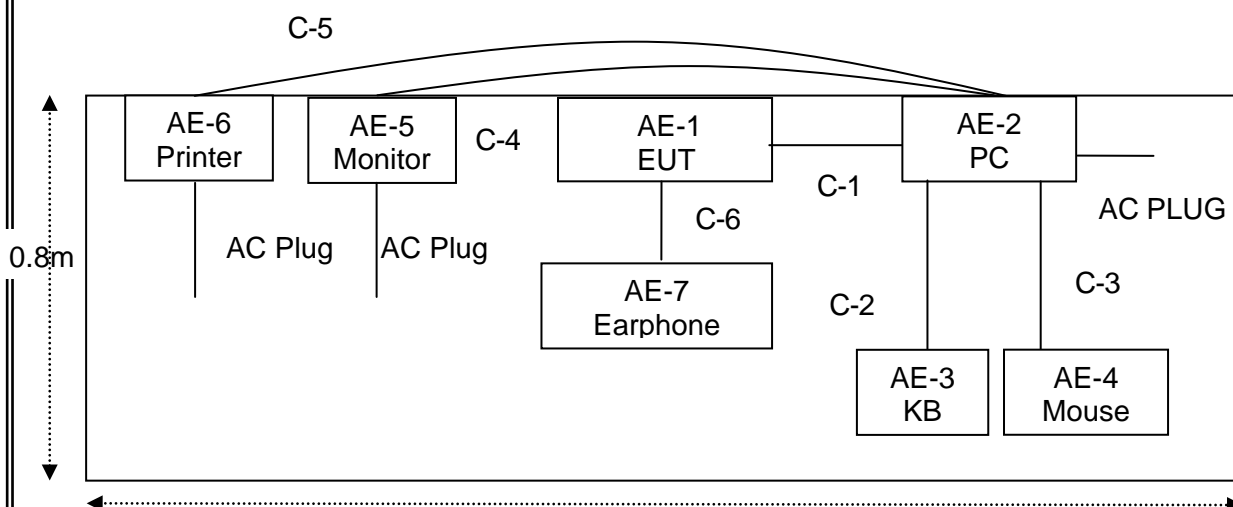 C-5
AE-6
Printer
AE-5
Monitor
C-4
AE-1
EUT
AE-2
PC
C-1
AC PLUG
C-6
AC Plug
AC Plug
0.8m
AE-7
Earphone
C-2
C-3
AE-3
KB
AE-4
Mouse